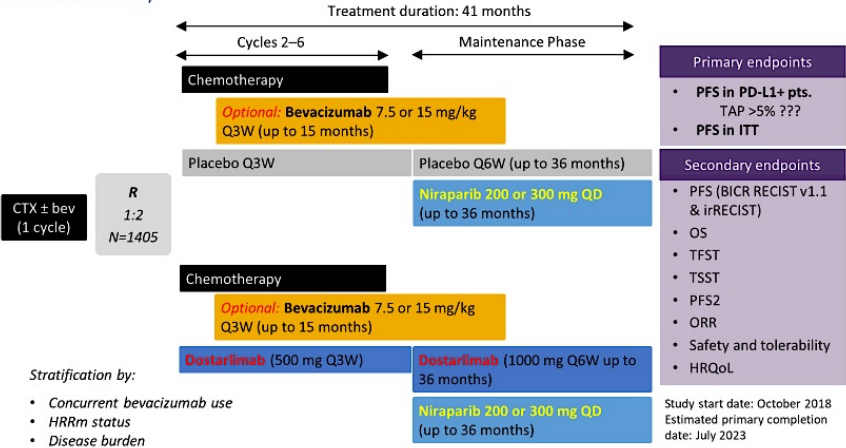 Treatment duration: 41 months
Cycles 2–6
Maintenance Phase
Chemotherapy
Optional: Bevacizumab 7.5 or 15 mg/kg
Q3W (up to 15 months)
Placebo Q3W
Placebo Q6W (up to 36 months)
Niraparib 200 or 300 mg QD
(up to 36 months)
CTX ± bev
(1 cycle)
R
1:2
N=1405
Chemotherapy
Optional: Bevacizumab 7.5 or 15 mg/kg
Q3W (up to 15 months)
Dostarlimab (500 mg Q3W)
Dostarlimab (1000 mg Q6W up to
36 months)
Niraparib 200 or 300 mg QD
(up to 36 months)
Stratification by:
• Concurrent bevacizumab use
• HRRm status
• Disease burden
Primary endpoints
• PFS in PD-L1+ pts.
TAP >5% ???
• PFS in ITT
Secondary endpoints
• PFS (BICR RECIST v1.1
& irRECIST)
• OS
• TFST
• TSST
• PFS2
• ORR
• Safety and tolerability
• HRQoL
Study start date: October 2018
Estimated primary completion
date: July 2023